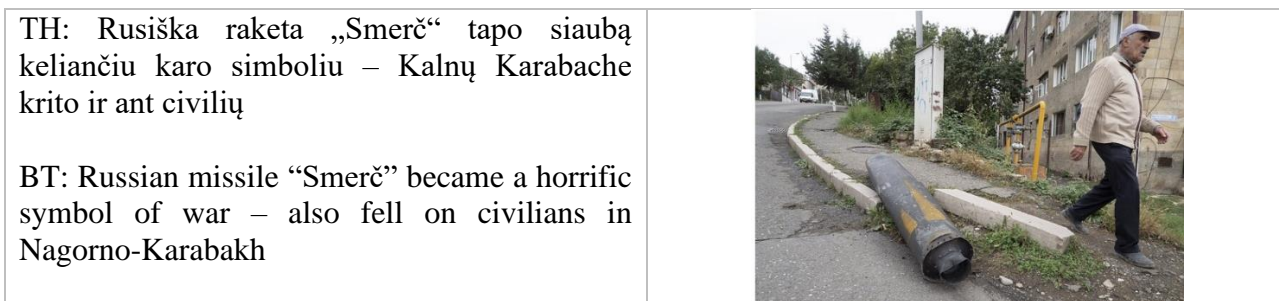 TH: Rusiška raketa „Smerč“ tapo siaubą
keliančiu karo simboliu – Kalnų Karabache
krito ir ant civilių
BT: Russian missile “Smerč” became a horrific
symbol of war – also fell on civilians in
Nagorno-Karabakh